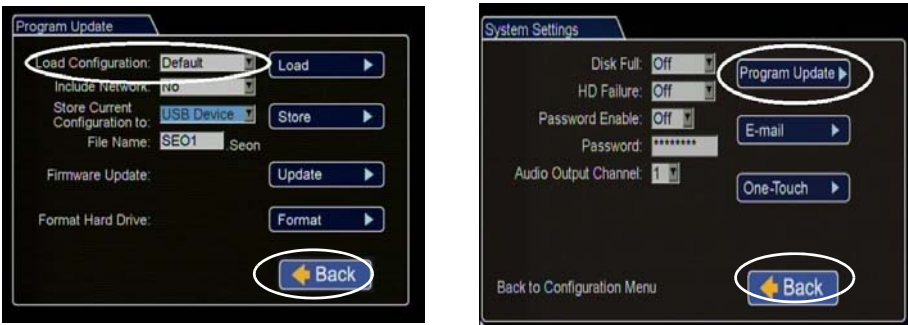 Program Update
Load Configuration: Default Load
Include Network: No
Store Current
Configuration to: USB Device Store
File Name: SEO1 .Seon
Firmware Update: Update
Format Hard Drive: Format
Back
System Settings
Disk Full: Off Program Update
HD Failure: Off
Password Enable: Off E-mail
Password: ********
Audio Output Channel: 1 One-Touch
Back to Configuration Menu Back